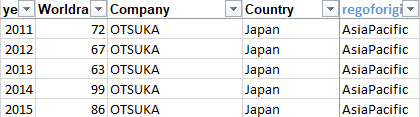 ye Worldra Company Country regoforigi
2011 72 OTSUKA Japan AsiaPacific
2012 67 OTSUKA Japan AsiaPacific
2013 63 OTSUKA Japan AsiaPacific
2014 99 OTSUKA Japan AsiaPacific
2015 86 OTSUKA Japan AsiaPacific